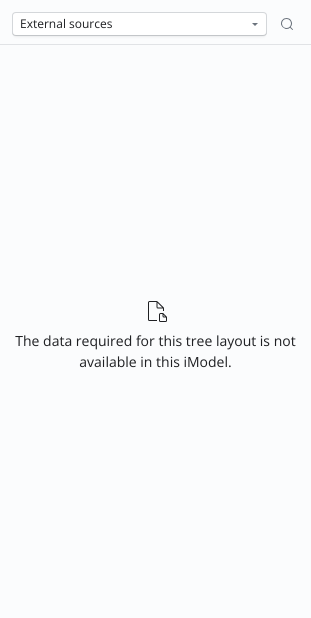 External sources
The data required for this tree layout is not
available in this iModel.